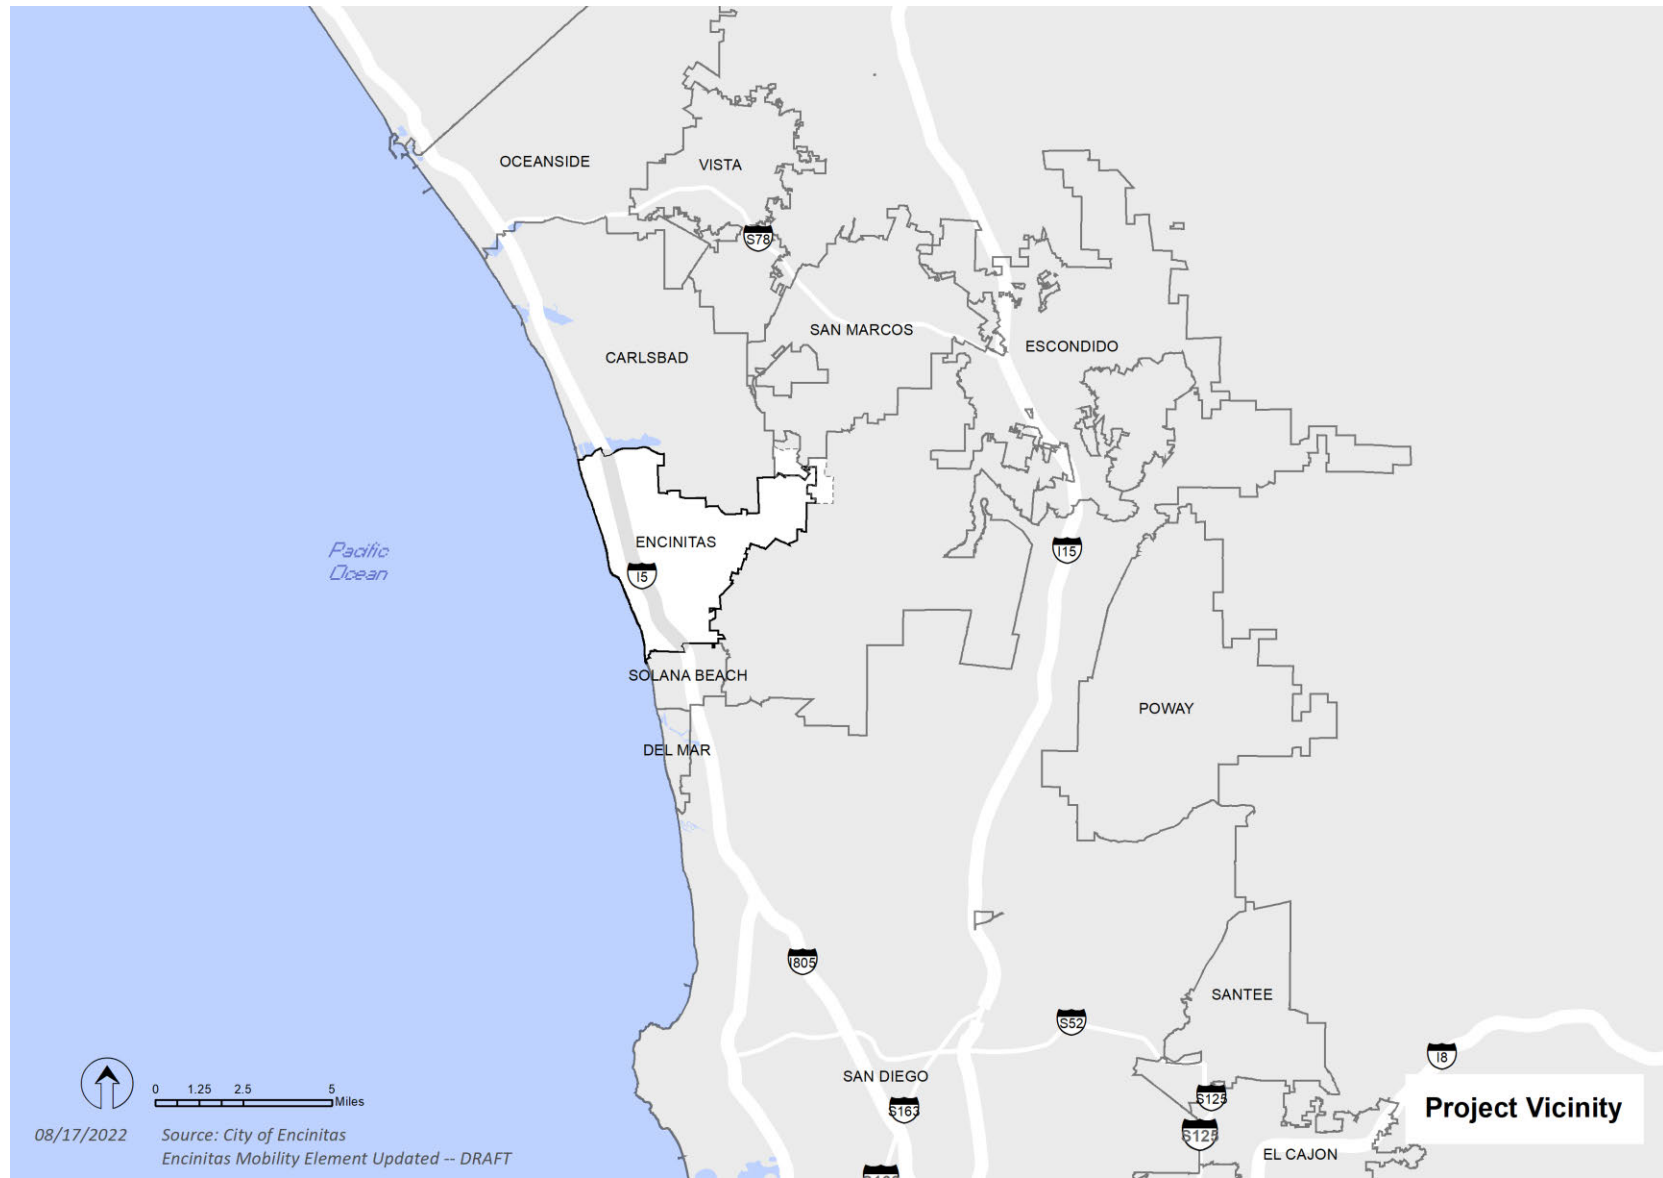 OCEANSIDE
VISTA
S78
SAN MARCOS
ESCONDIDO
CARLSBAD
ENCINITAS
Pacific
Ocean
I5
I15
SOLANA BEACH
POWAY
DEL MAR
I805
SANTEE
S52
I8
SAN DIEGO
S163
S125
S125
EL CAJON
Project Vicinity
0 1.25 2.5 5
Miles
08/17/2022
Source: City of Encinitas
Encinitas Mobility Element Updated -- DRAFT